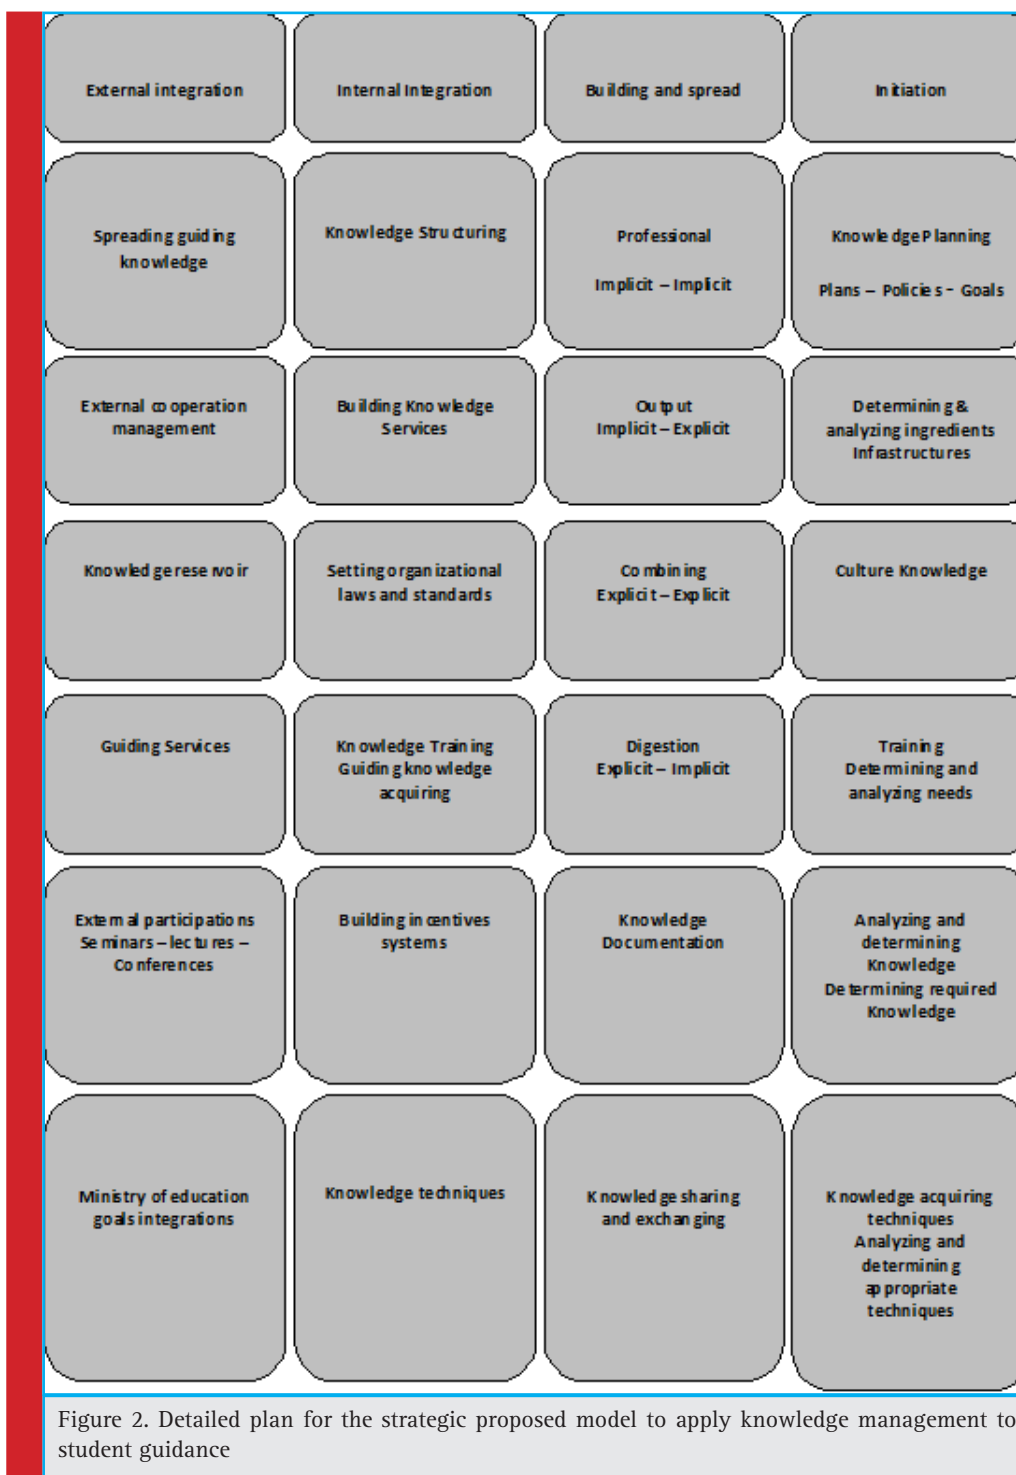 External integration
Internal Integration
Building and spread
Initiation
Spreading guiding
knowledge
Knowledge Structuring
Professional
Implicit – Implicit
Knowledge Planning
Plans – Policies - Goals
External cooperation
management
Building Knowledge
Services
Output
Implicit – Explicit
Determining &
analyzing ingredients
Infrastructures
Knowledge reservoir
Setting organizational
laws and standards
Combining
Explicit – Explicit
Culture Knowledge
Guiding Services
Knowledge Training
Guiding knowledge
acquiring
Digestion
Explicit – Implicit
Training
Determining and
analyzing needs
External participations
Seminars – lectures –
Conferences
Building incentives
systems
Knowledge
Documentation
Analyzing and
determining
Knowledge
Determining required
Knowledge
Ministry of education
goals integrations
Knowledge techniques
Knowledge sharing
and exchanging
Knowledge acquiring
techniques
Analyzing and
determining
appropriate
techniques
Figure 2. Detailed plan for the strategic proposed model to apply knowledge management to
student guidance